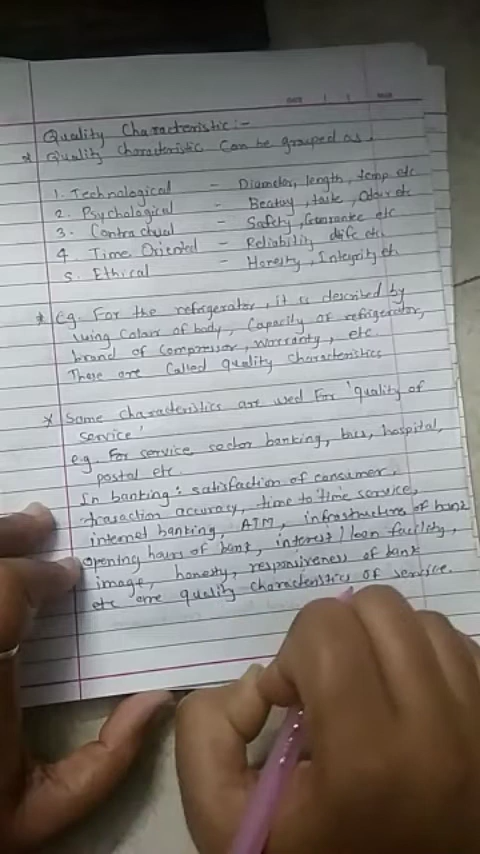 Quality Characteristic :-
* Quality Characteristic Can be grouped as,
1. Technological - Diameter, length, temp etc
2. Psychological - Beatuy, taste, Odour etc
3. Contractual - Safety, Guarantee etc
4. Time Oriented - Reliability life etc
5. Ethical - Honesty, Integrity etc
* Eg. For the refrigerator, it is described by
using Colour of body, Capacity of refrigerator,
brand of compressor, warranty, etc.
These are Called quality characteristics
* Same characteristics are used For 'quality of
service'
e.g. For service sector banking, bus, hospital,
postal etc.
In banking: satisfaction of consumer,
trasaction accuracy, time to time service,
internet banking, ATM, infrastructure of bank
opening hours of bank, interest / loan facility,
image, honesty, responsiveness of bank
etc are quality characteristics of service.